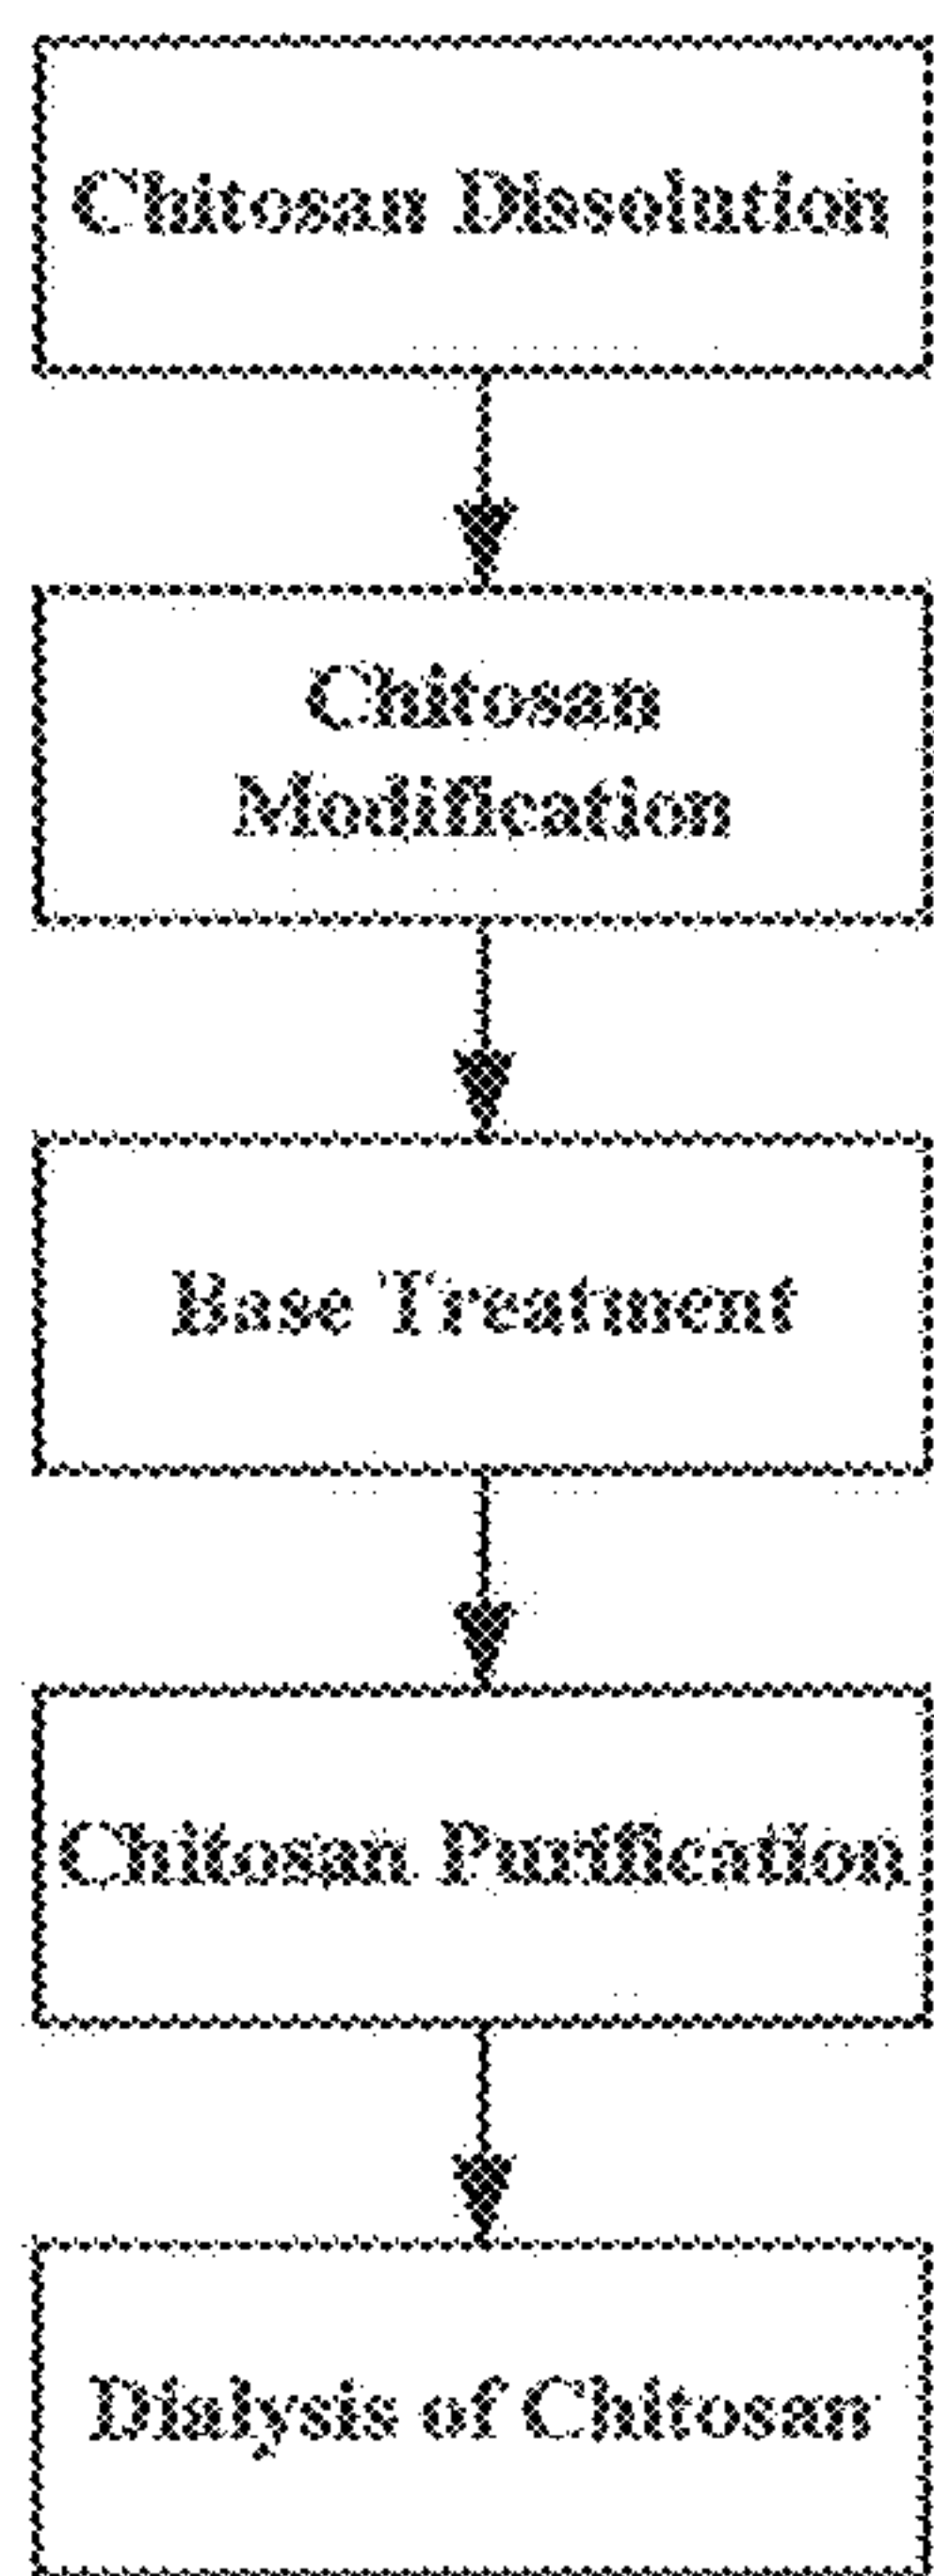 Chitosan Dissolution
Chitosan
Modification
Base Treatment
Chitosan Purification
Dialysis of Chitosan